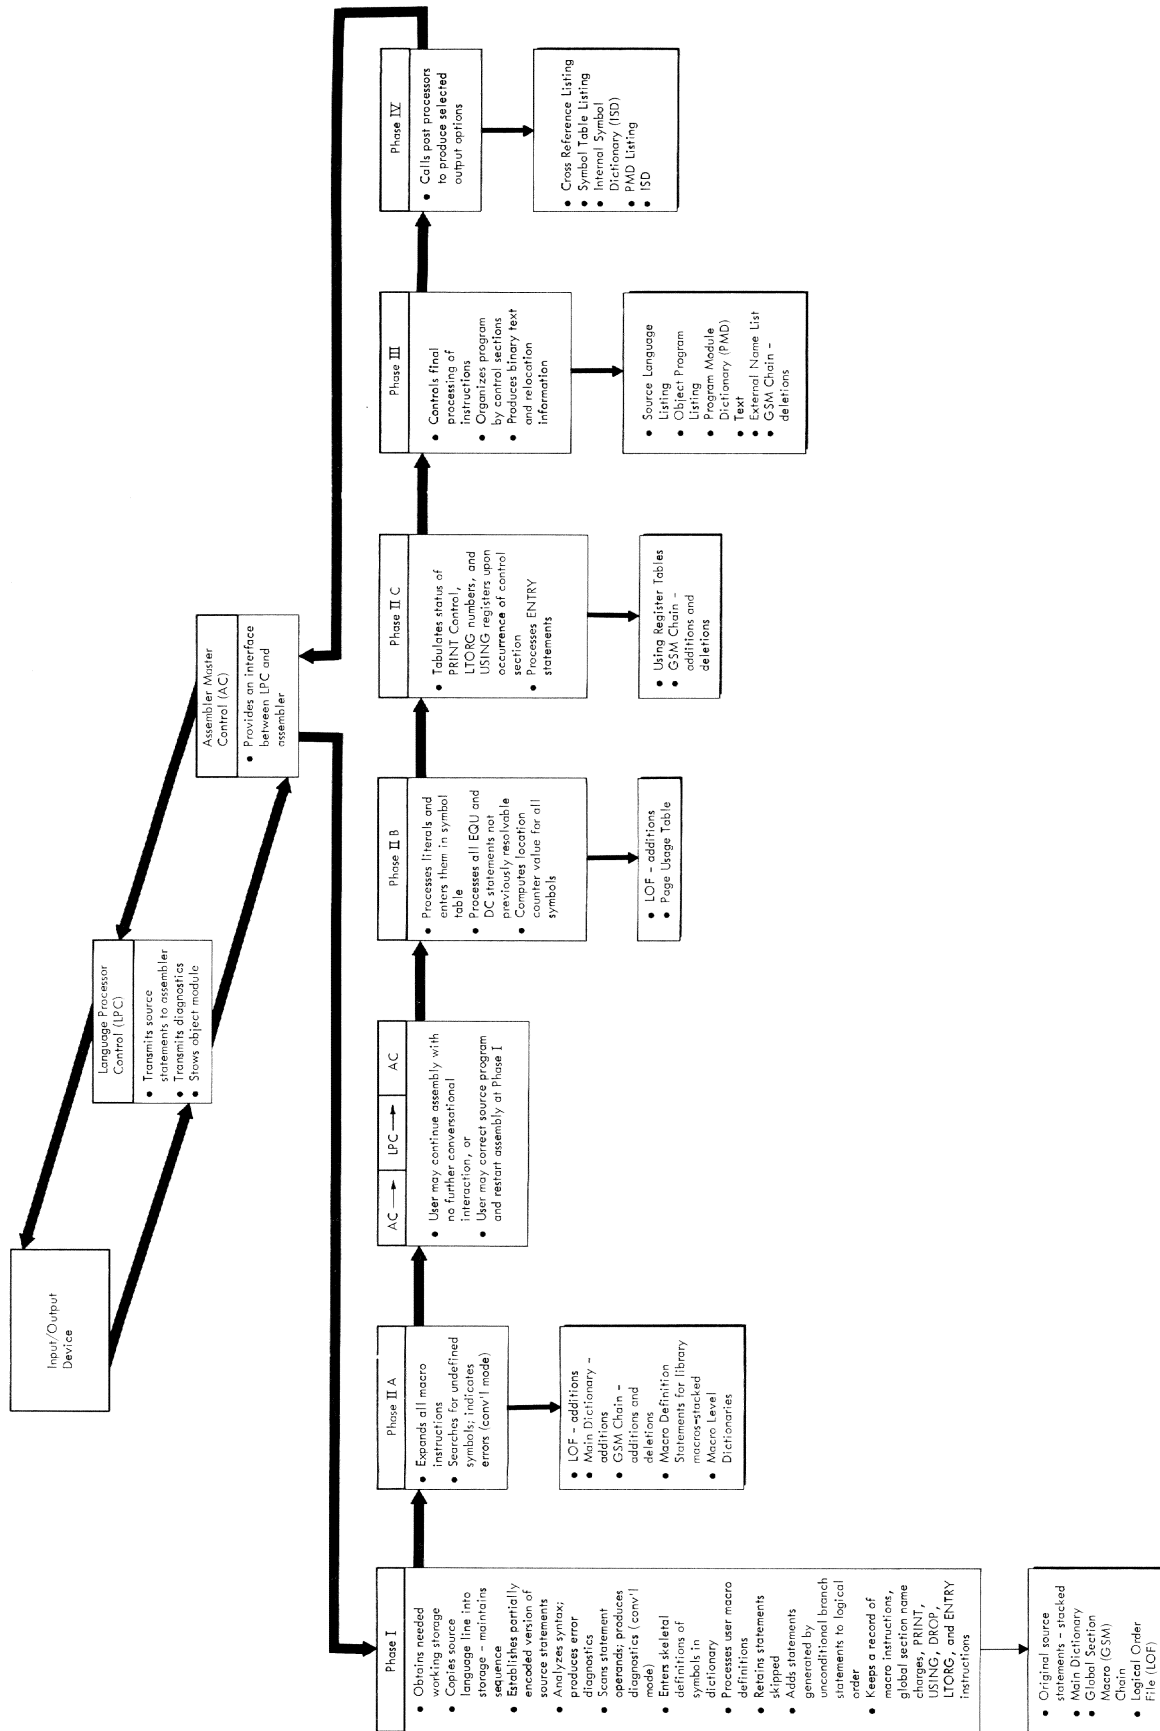 Input/Output
Device
Language Processor
Control (LPC)
• Transmits source
statements to assembler
• Transmits diagnostics
• Stows object module
Assembler Master
Control (AC)
• Provides an interface
between LPC and
assembler
Phase I
• Obtains needed
working storage
• Copies source
language line into
storage - maintains
sequence
• Establishes partially
encoded version of
source statements
• Analyzes syntax;
produces error
diagnostics
• Scans statement
operands; produces
diagnostics (conv'l
mode)
• Enters skeletal
definitions of
symbols in
dictionary
• Processes user macro
definitions
• Retains statements
skipped
• Adds statements
generated by
unconditional branch
statements to logical
order
• Keeps a record of
macro instructions,
global section name
charges, PRINT,
USING, DROP,
LTORG, and ENTRY
instructions
• Original source
statements - stacked
• Main Dictionary
• Global Section
Macro (GSM)
Chain
• Logical Order
File (LOF)
Phase II A
• Expands all macro
instructions
• Searches for undefined
symbols; indicates
errors (conv'l mode)
• LOF - additions
• Main Dictionary -
additions
• GSM Chain -
additions and
deletions
• Macro Definition
Statements for library
macros-stacked
• Macro Level
Dictionaries
AC → LPC → AC
• User may continue assembly with
no further conversational
interaction, or
• User may correct source program
and restart assembly at Phase I
Phase II B
• Processes literals and
enters them in symbol
table
• Processes all EQU and
DC statements not
previously resolvable
• Computes location
counter value for all
symbols
• LOF - additions
• Page Usage Table
Phase II C
• Tabulates status of
PRINT Control,
LTORG numbers, and
USING registers upon
occurrence of control
section
• Processes ENTRY
statements
• Using Register Tables
• GSM Chain -
additions and
deletions
Phase III
• Controls final
processing of
instructions
• Organizes program
by control sections
• Produces binary text
and relocation
information
• Source Language
Listing
• Object Program
Listing
• Program Module
Dictionary (PMD)
• Text
• External Name List
• GSM Chain -
deletions
Phase IV
• Calls post processors
to produce selected
output options
• Cross Reference Listing
• Symbol Table Listing
• Internal Symbol
Dictionary (ISD)
• PMD Listing
• ISD